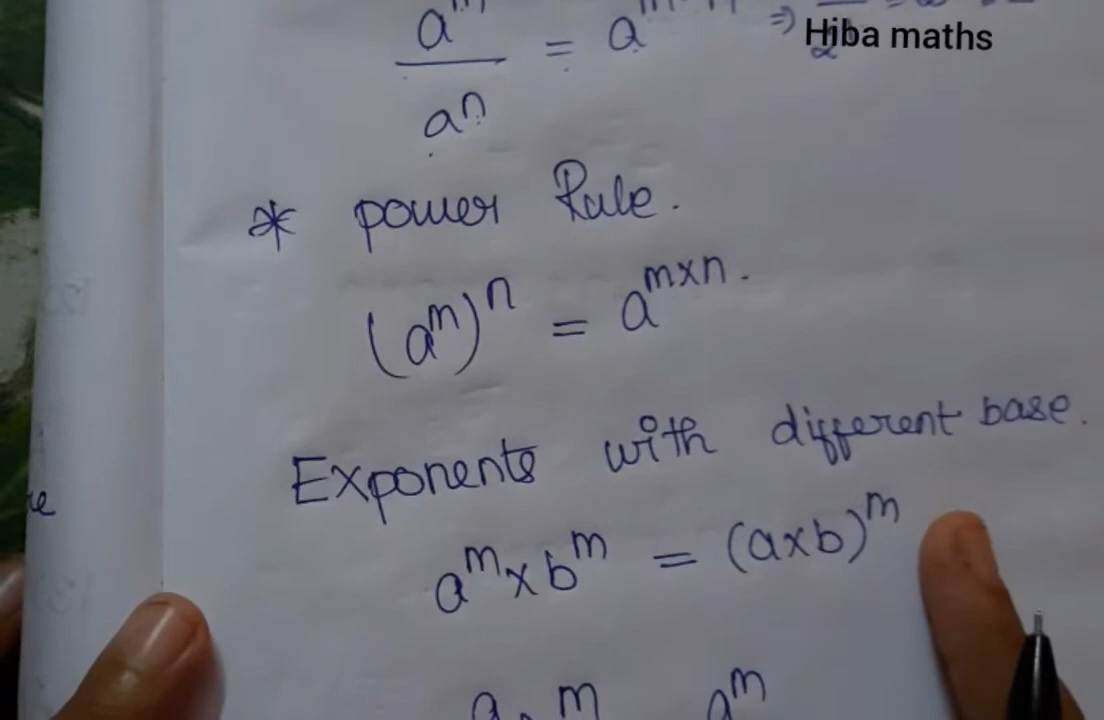 a^m / a^n = a^m-n ⇒
Hiba maths
* power Rule.
(a^m)^n = a^m×n.
Exponents with different base.
a^m × b^m = (a×b)^m
a m a^m